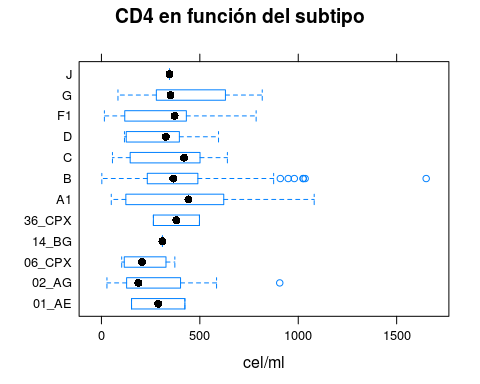 CD4 en función del subtipo
J
G
F1
D
C
B
A1
36_CPX
14_BG
06_CPX
02_AG
01_AE
0 500 1000 1500
cel/ml